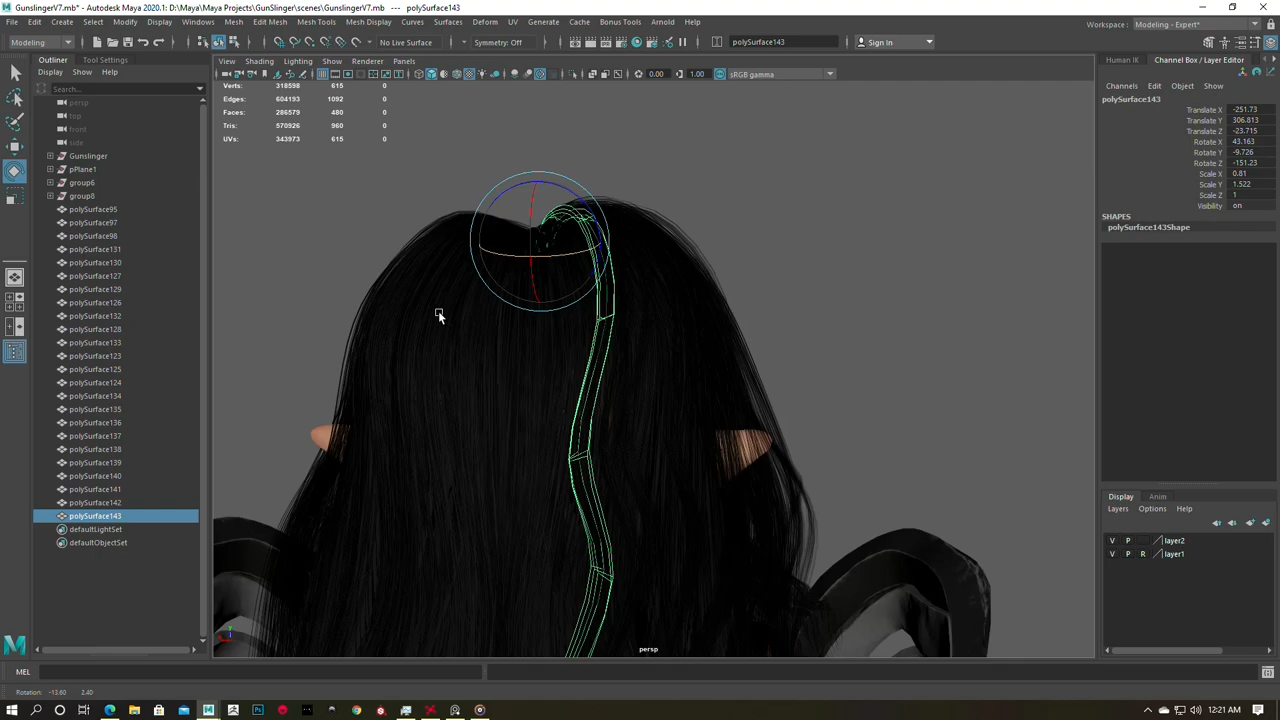 GunslingerV7.mb* - Autodesk Maya 2020.1: D:\Maya\Maya Projects\GunSlinger\scenes\GunslingerV7.mb* --- polySurface143
File Edit Create Select Modify Display Windows Mesh Edit Mesh Mesh Tools Mesh Display Curves Surfaces Deform UV Generate Cache Bonus Tools Arnold Help
Workspace : Modeling - Expert*
Modeling No Live Surface Symmetry: Off polySurface143 Sign In
Outliner Tool Settings
Display Show Help
Search...
View Shading Lighting Show Renderer Panels
0.00 1.00 sRGB gamma
Verts: 318598 615 0
Edges: 604193 1092 0
Faces: 286579 480 0
Tris: 570926 960 0
UVs: 343973 615 0
persp
top
front
side
Gunslinger
pPlane1
group6
group8
polySurface95
polySurface97
polySurface98
polySurface131
polySurface130
polySurface127
polySurface129
polySurface126
polySurface132
polySurface128
polySurface133
polySurface123
polySurface125
polySurface124
polySurface134
polySurface135
polySurface136
polySurface137
polySurface138
polySurface139
polySurface140
polySurface141
polySurface142
polySurface143
defaultLightSet
defaultObjectSet
persp
Human IK Channel Box / Layer Editor
Channels Edit Object Show
polySurface143
Translate X -251.73
Translate Y 306.813
Translate Z -23.715
Rotate X 43.163
Rotate Y -9.726
Rotate Z -151.23
Scale X 0.81
Scale Y 1.522
Scale Z 1
Visibility on
SHAPES
polySurface143Shape
Display Anim
Layers Options Help
V P layer2
V P R layer1
MEL
Rotation: -13.60 2.40
12:21 AM